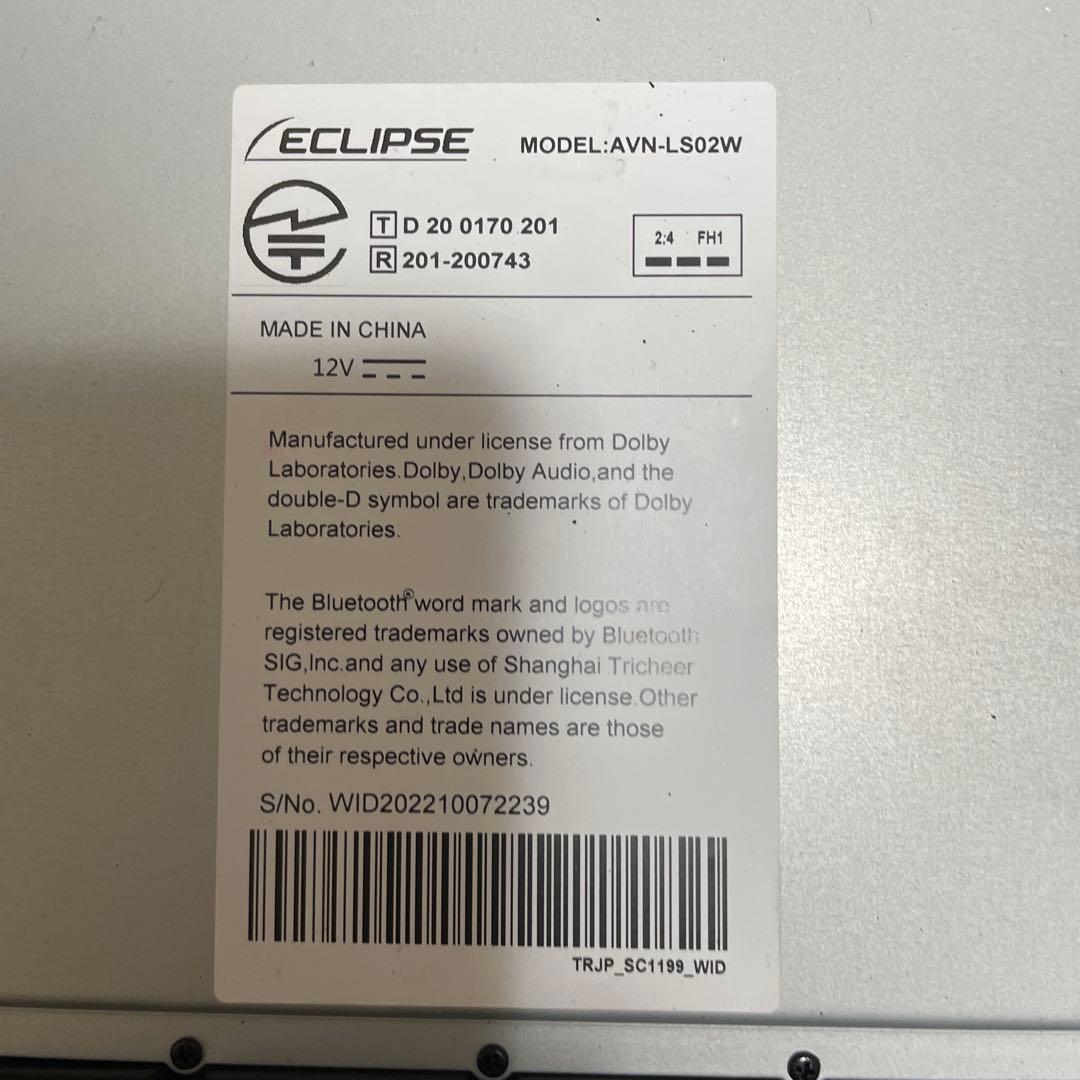 ECLIPSE MODEL:AVN-LS02W
T D 20 0170 201
R 201-200743
2.4 FH1
MADE IN CHINA
12V
Manufactured under license from Dolby
Laboratories.Dolby,Dolby Audio,and the
double-D symbol are trademarks of Dolby
Laboratories.
The Bluetooth® word mark and logos are
registered trademarks owned by Bluetooth
SIG,Inc.and any use of Shanghai Tricheer
Technology Co.,Ltd is under license.Other
trademarks and trade names are those
of their respective owners.
S/No. WID202210072239
TRJP_SC1199_WID